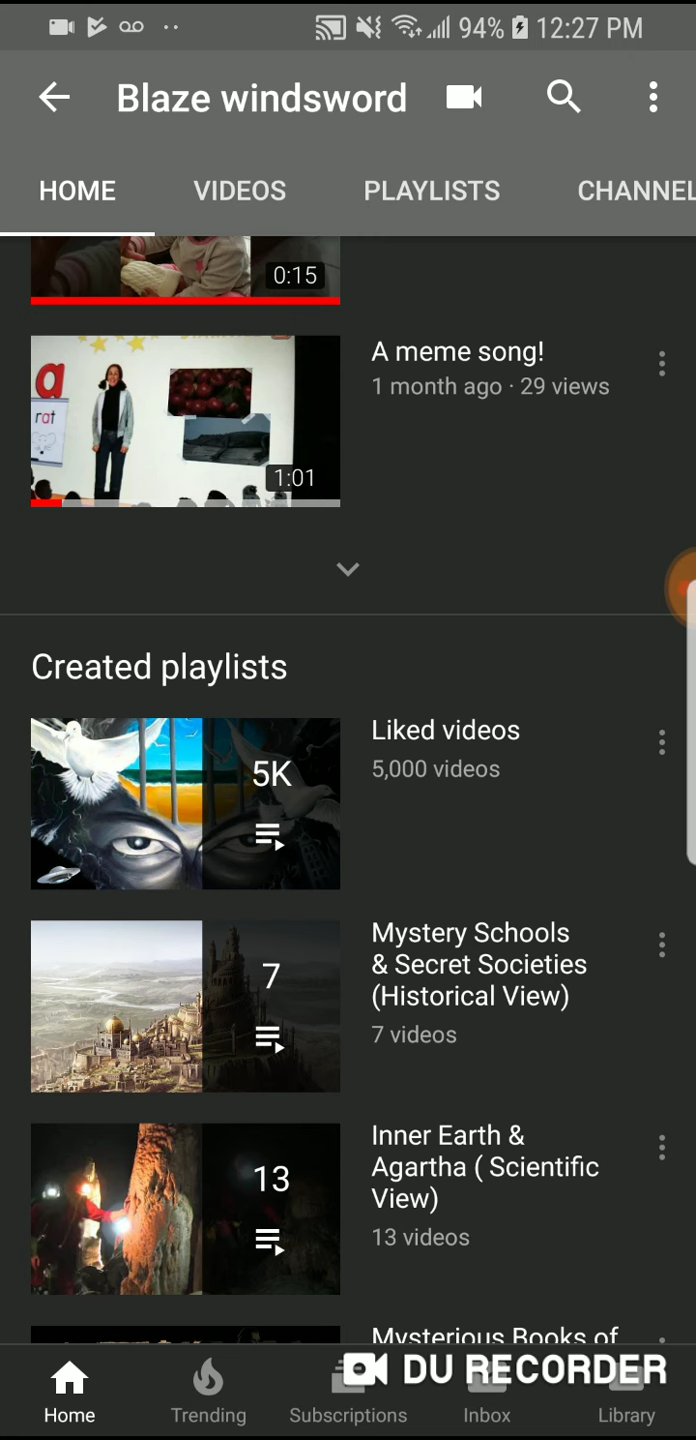 94% 12:27 PM
Blaze windsword
HOME VIDEOS PLAYLISTS CHANNEL
0:15
A meme song!
1 month ago · 29 views
a
rat
1:01
Created playlists
Liked videos
5K
5,000 videos
Mystery Schools
& Secret Societies
(Historical View)
7
7 videos
Inner Earth &
Agartha ( Scientific
View)
13
13 videos
Mysterious Books of
DU RECORDER
Home Trending Subscriptions Inbox Library